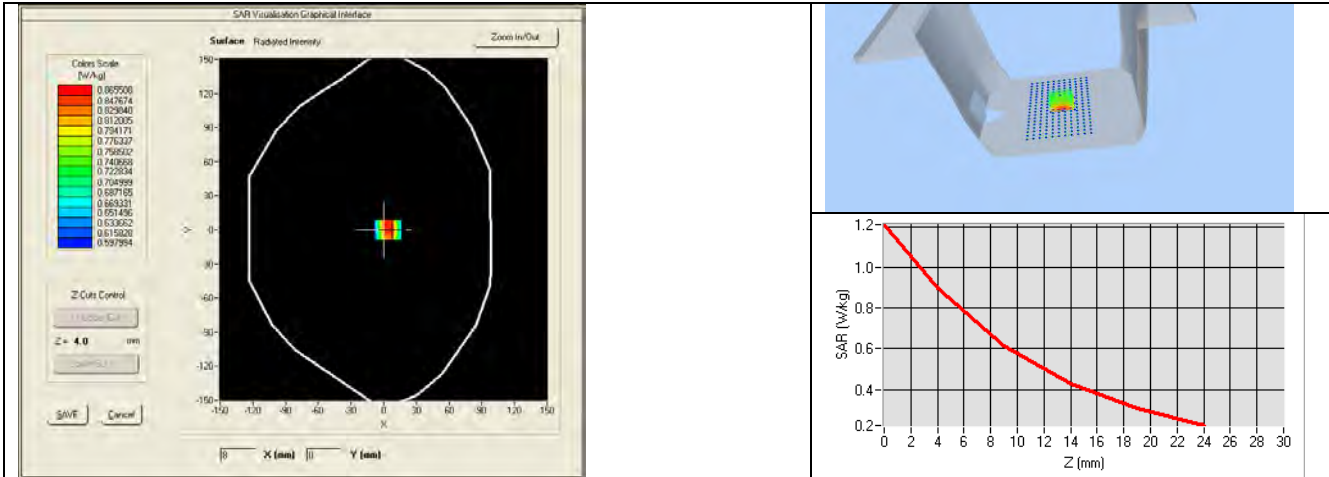 SAR Visualisation Graphical Interface
Surface Radiated Intensity
Zoom In/Out
Colors Scale
(W/kg)
0.865508
0.847674
0.829840
0.812005
0.794171
0.776337
0.758502
0.740668
0.722834
0.704999
0.687165
0.669331
0.651496
0.633662
0.615828
0.597994
Z Cuts Control
Z = 4.0 mm
SAVE
Cancel
150-
120-
90-
60-
30-
0-
-30-
-60-
-90-
-120-
-150-
Y
-150 -120 -90 -60 -30 0 30 60 90 120 150
X
8 X (mm) 0 Y (mm)
1.2-
1.0-
0.8-
0.6-
0.4-
0.2-
SAR (W/kg)
0 2 4 6 8 10 12 14 16 18 20 22 24 26 28 30
Z (mm)